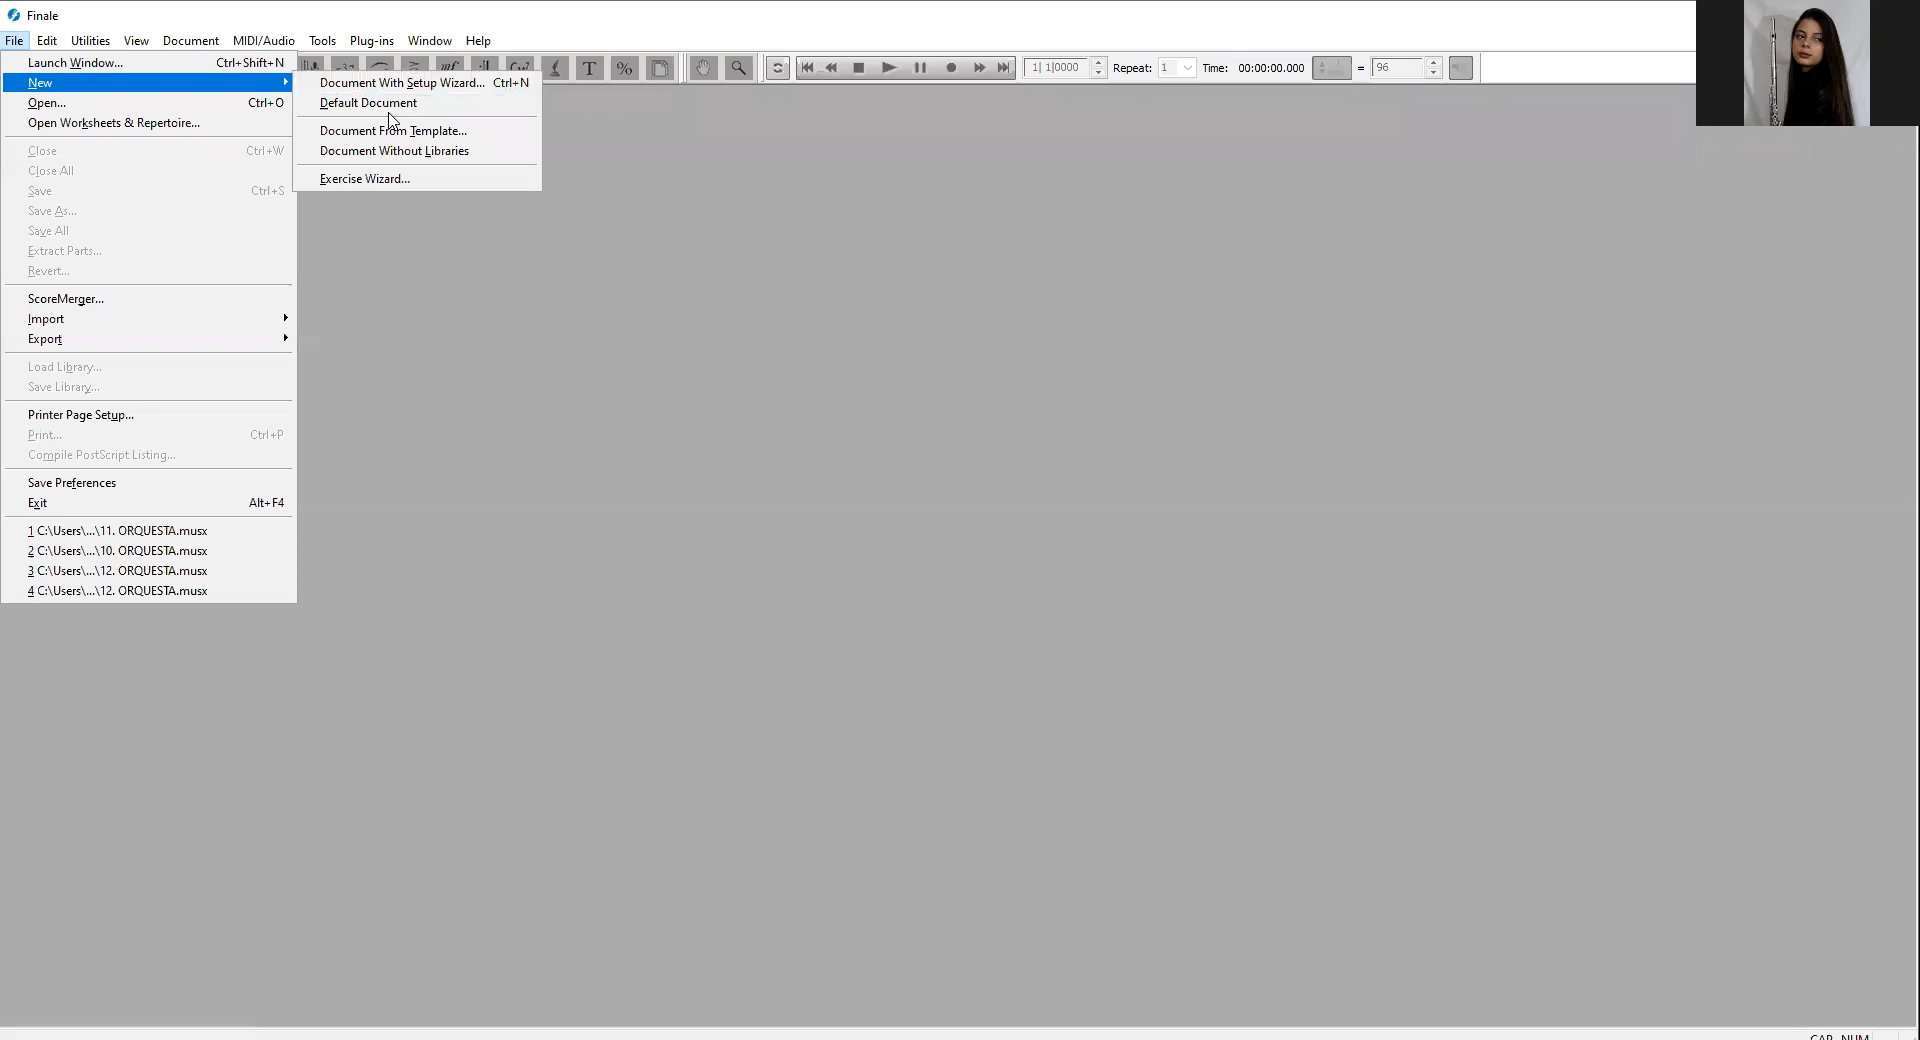 Finale
File Edit Utilities View Document MIDI/Audio Tools Plug-ins Window Help
Launch Window... Ctrl+Shift+N
New
Open... Ctrl+O
Open Worksheets & Repertoire...
Close Ctrl+W
Close All
Save Ctrl+S
Save As...
Save All
Extract Parts...
Revert...
ScoreMerger...
Import
Export
Load Library...
Save Library...
Printer Page Setup...
Print... Ctrl+P
Compile PostScript Listing...
Save Preferences
Exit Alt+F4
1 C:\Users\...\11. ORQUESTA.musx
2 C:\Users\...\10. ORQUESTA.musx
3 C:\Users\...\12. ORQUESTA.musx
4 C:\Users\...\12. ORQUESTA.musx
Document With Setup Wizard... Ctrl+N
Default Document
Document From Template...
Document Without Libraries
Exercise Wizard...
T %
1| 1|0000 Repeat: 1 Time: 00:00:00.000 = 96
CAP NUM